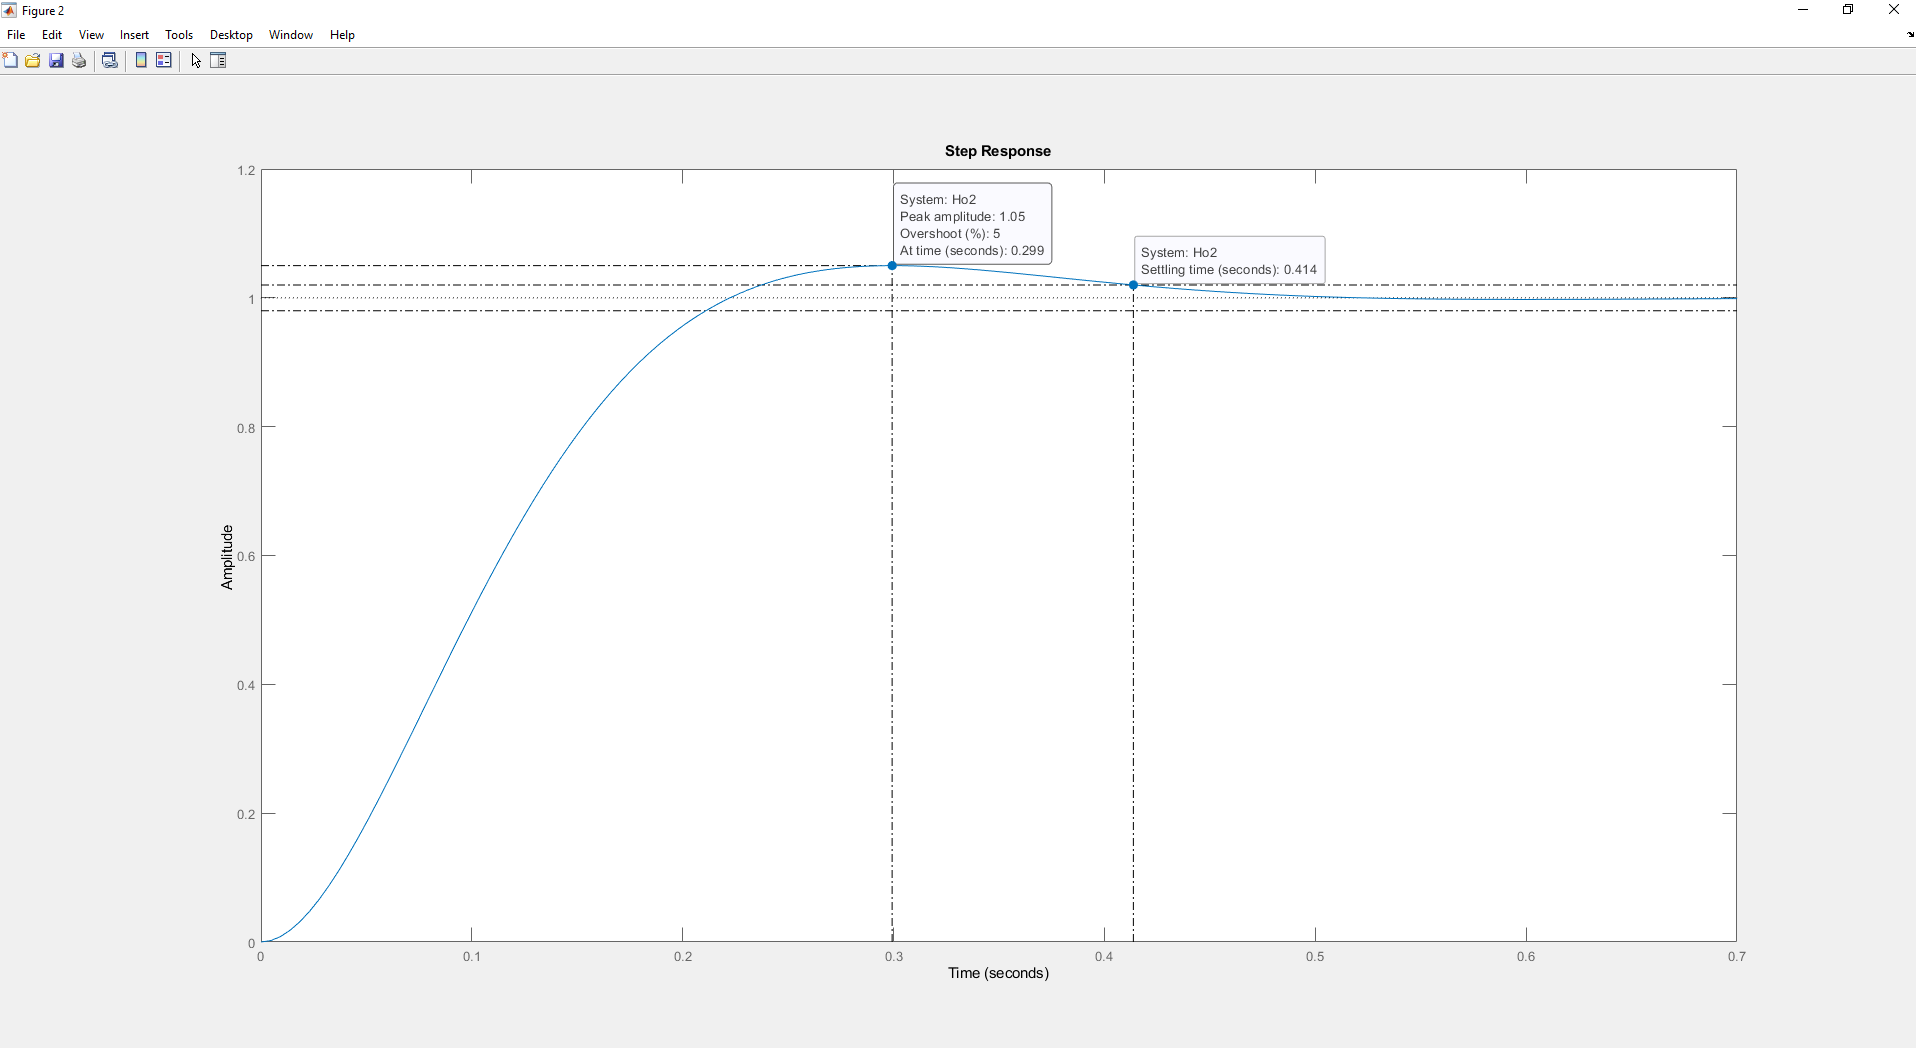 Figure 2
File Edit View Insert Tools Desktop Window Help
Step Response
1.2
System: Ho2
Peak amplitude: 1.05
Overshoot (%): 5
At time (seconds): 0.299
System: Ho2
Settling time (seconds): 0.414
1
0.8
Amplitude
0.6
0.4
0.2
0
0 0.1 0.2 0.3 0.4 0.5 0.6 0.7
Time (seconds)